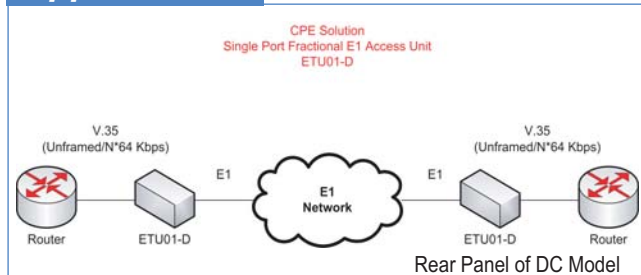 CPE Solution
Single Port Fractional E1 Access Unit
ETU01-D
V.35
(Unframed/N*64 Kbps)
V.35
(Unframed/N*64 Kbps)
E1
E1
Network
E1
Router
ETU01-D
ETU01-D
Router
Rear Panel of DC Model